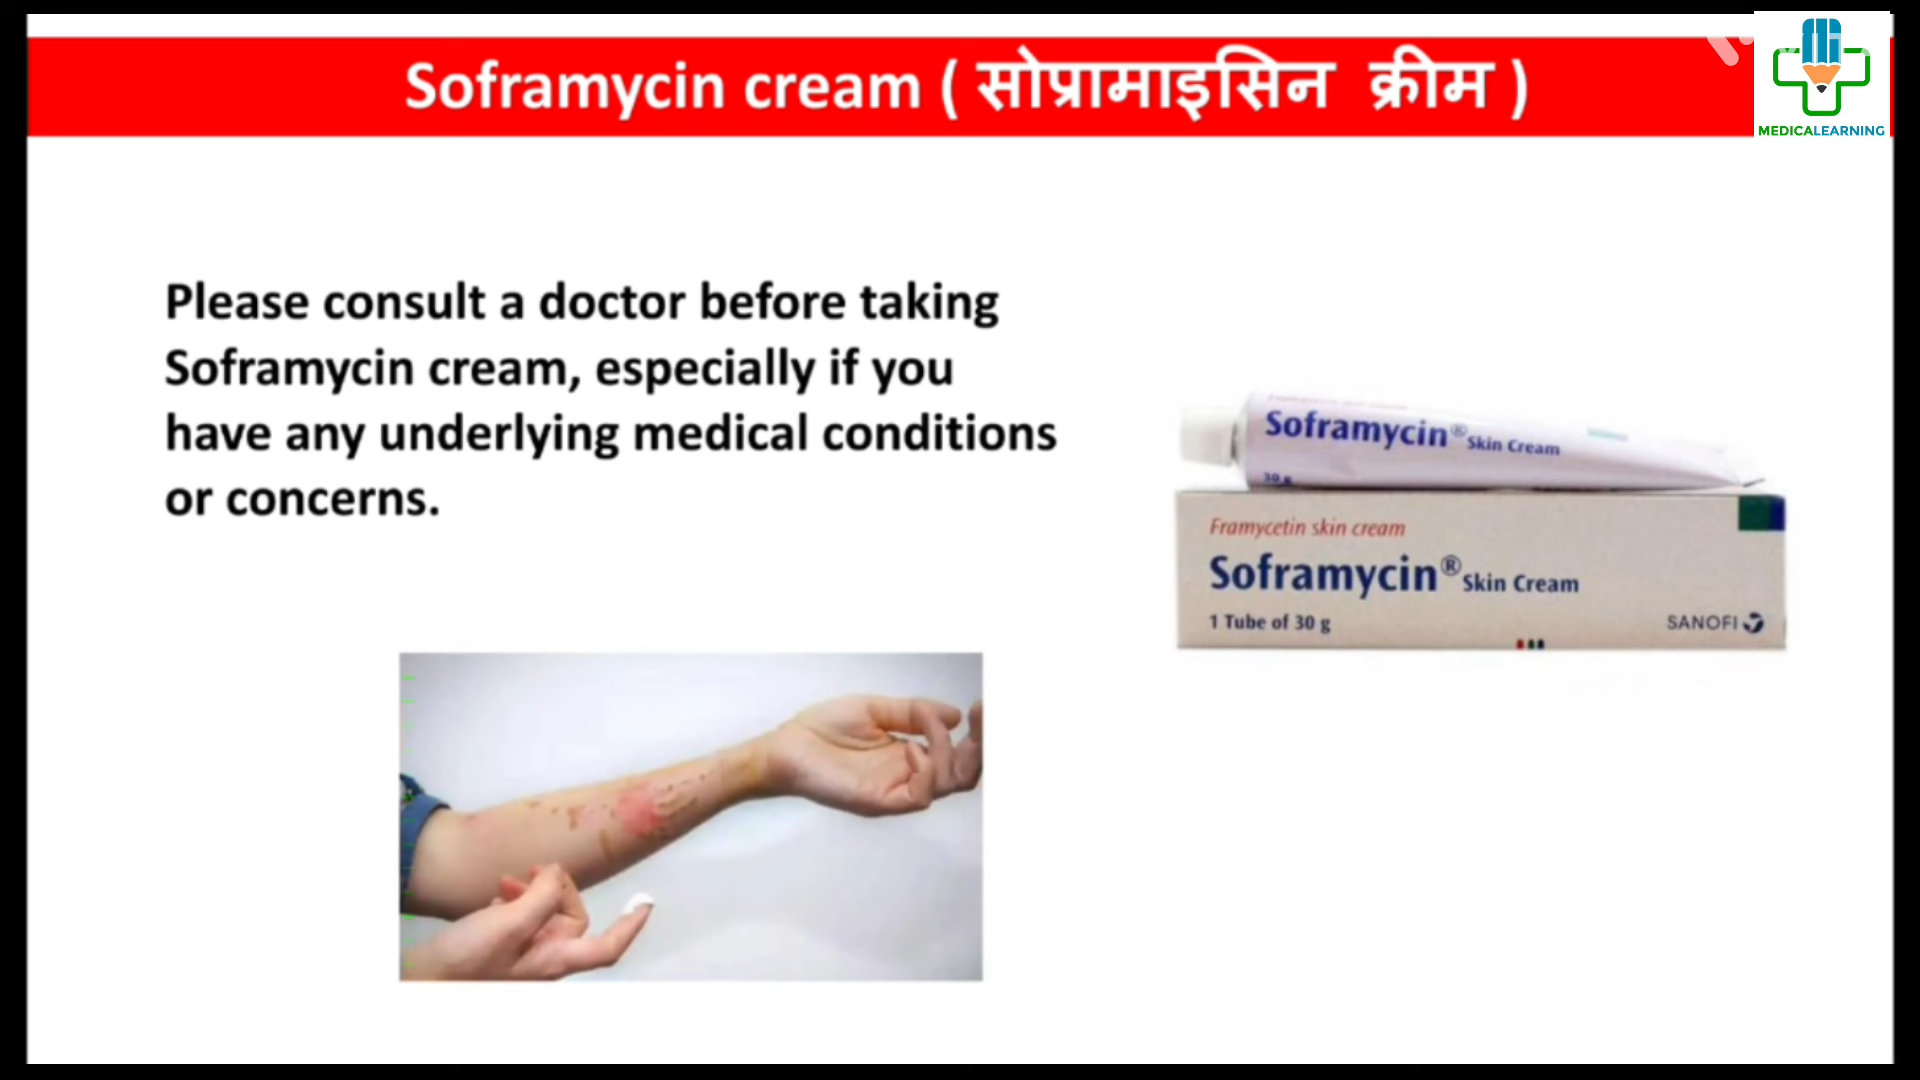 Soframycin cream ( सोफ्रामाइसिन क्रीम )
MEDICALEARNING
Please consult a doctor before taking
Soframycin cream, especially if you
have any underlying medical conditions
or concerns.
Soframycin® Skin Cream
30 g
Framycetin skin cream
Soframycin® Skin Cream
1 Tube of 30 g
SANOFI